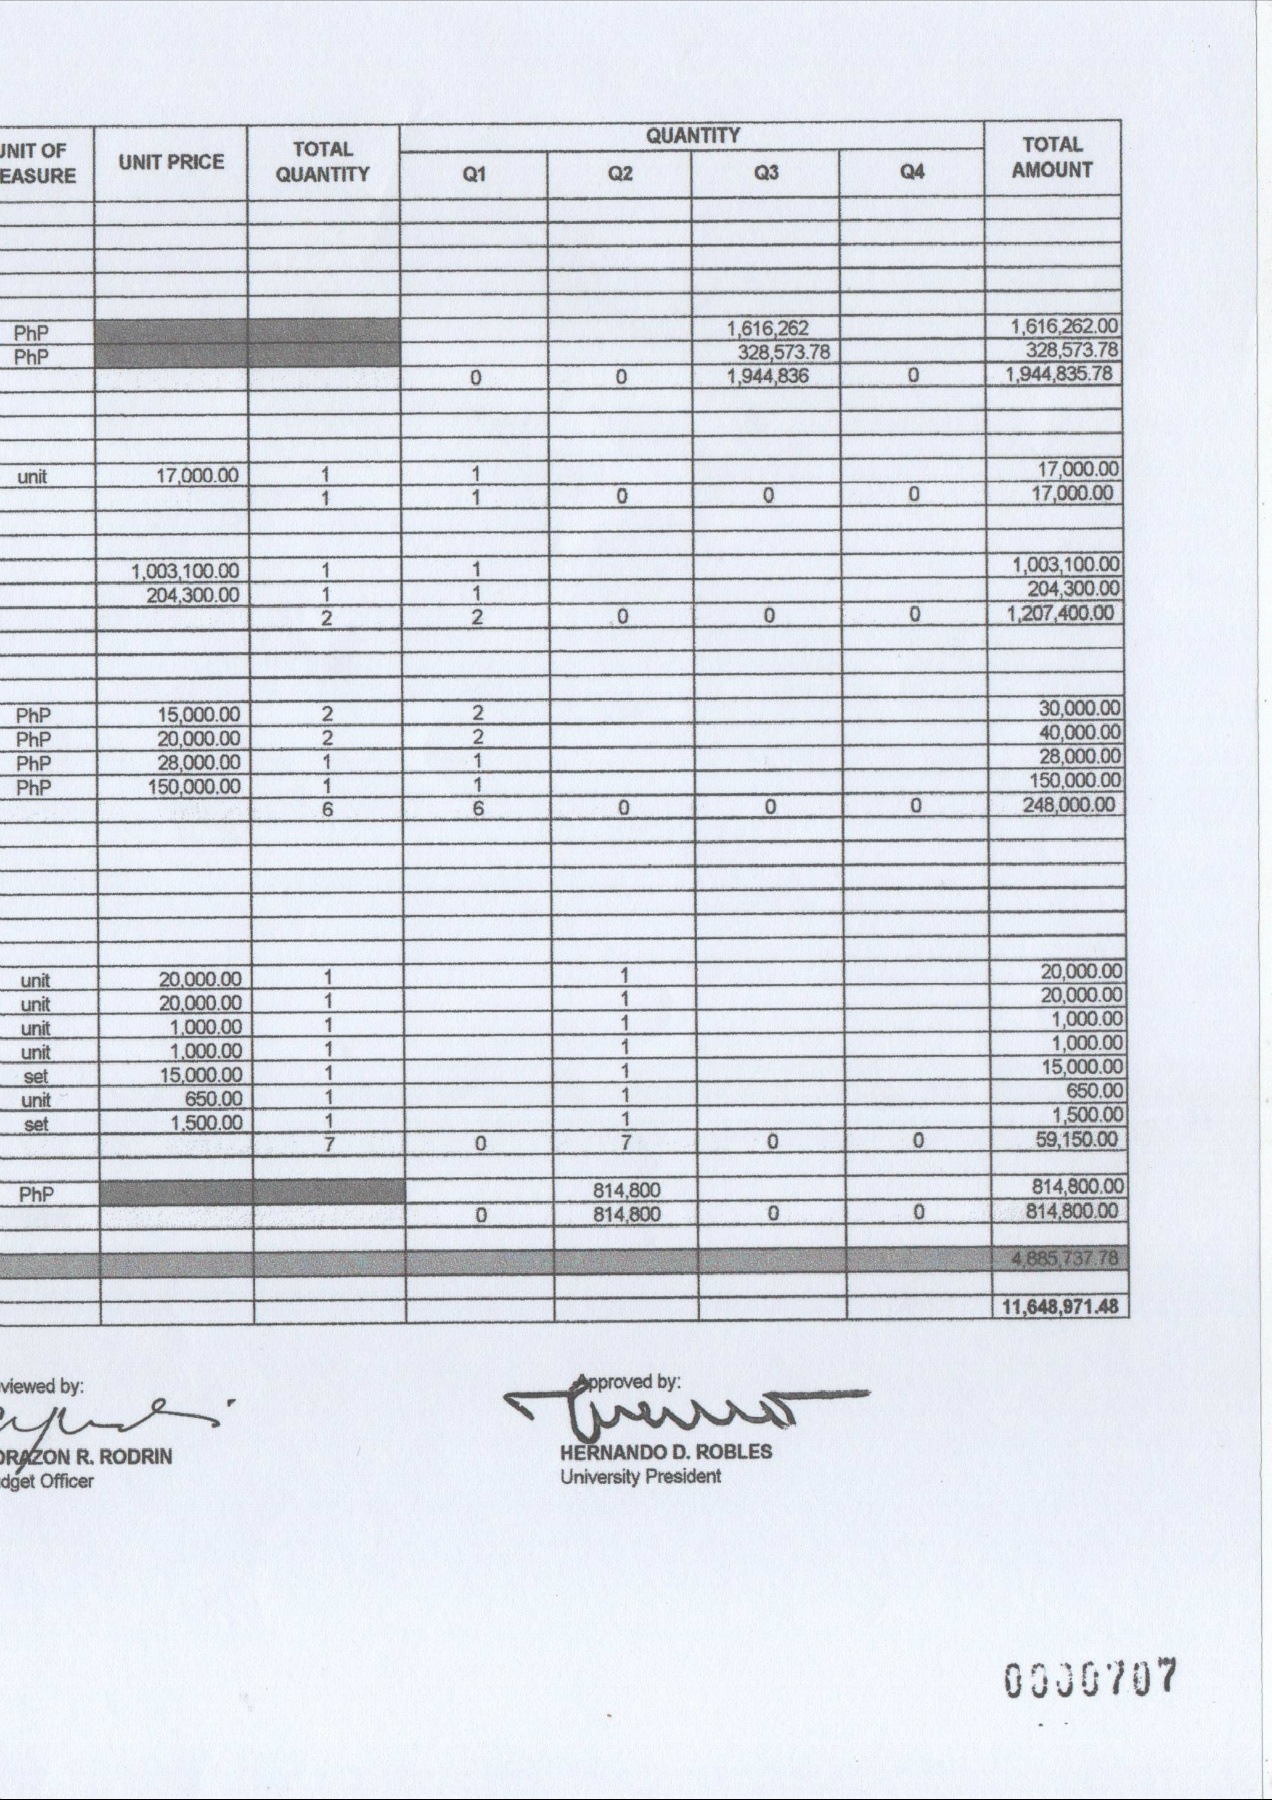 UNIT OF EASURE UNIT PRICE TOTAL QUANTITY QUANTITY TOTAL AMOUNT
Q1 Q2 Q3 Q4
PhP 1,616,262 1,616,262.00
PhP 328,573.78 328,573.78
0 0 1,944,836 0 1,944,835.78
unit 17,000.00 1 1 17,000.00
1 1 0 0 0 17,000.00
1,003,100.00 1 1 1,003,100.00
204,300.00 1 1 204,300.00
2 2 0 0 0 1,207,400.00
PhP 15,000.00 2 2 30,000.00
PhP 20,000.00 2 2 40,000.00
PhP 28,000.00 1 1 28,000.00
PhP 150,000.00 1 1 150,000.00
6 6 0 0 0 248,000.00
unit 20,000.00 1 1 20,000.00
unit 20,000.00 1 1 20,000.00
unit 1,000.00 1 1 1,000.00
unit 1,000.00 1 1 1,000.00
set 15,000.00 1 1 15,000.00
unit 650.00 1 1 650.00
set 1,500.00 1 1 1,500.00
7 0 7 0 0 59,150.00
PhP 814,800 814,800.00
0 814,800 0 0 814,800.00
4,885,737.78
11,648,971.48
viewed by: Approved by:
ORAZON R. RODRIN HERNANDO D. ROBLES
dget Officer University President
0000707